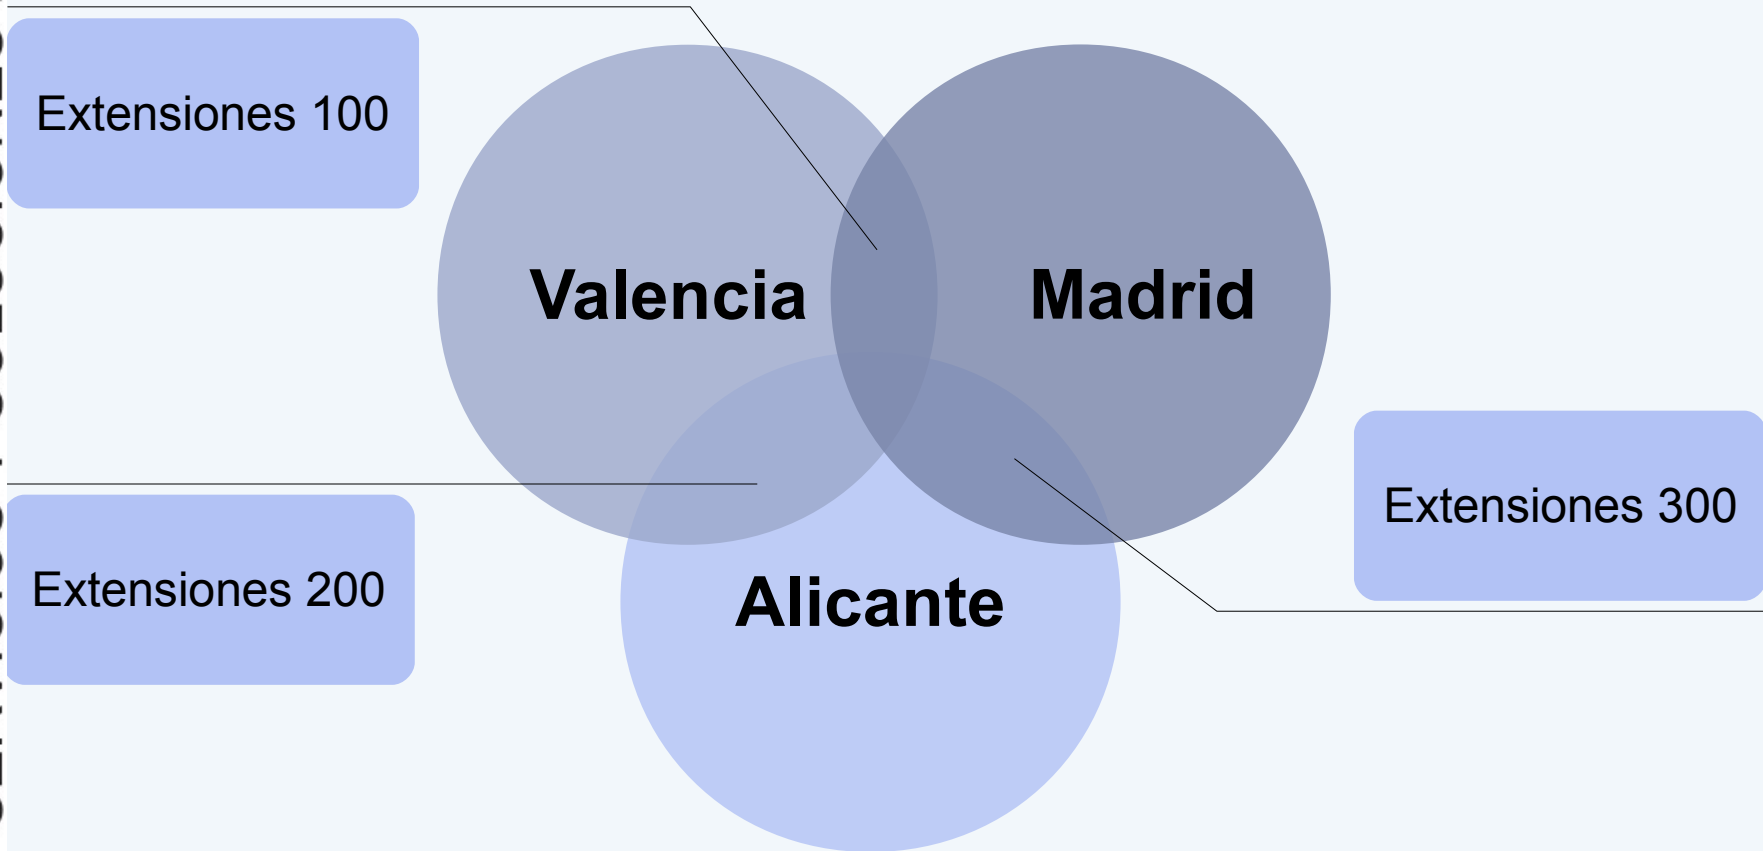 Extensiones 100
Valencia
Madrid
Extensiones 300
Extensiones 200
Alicante